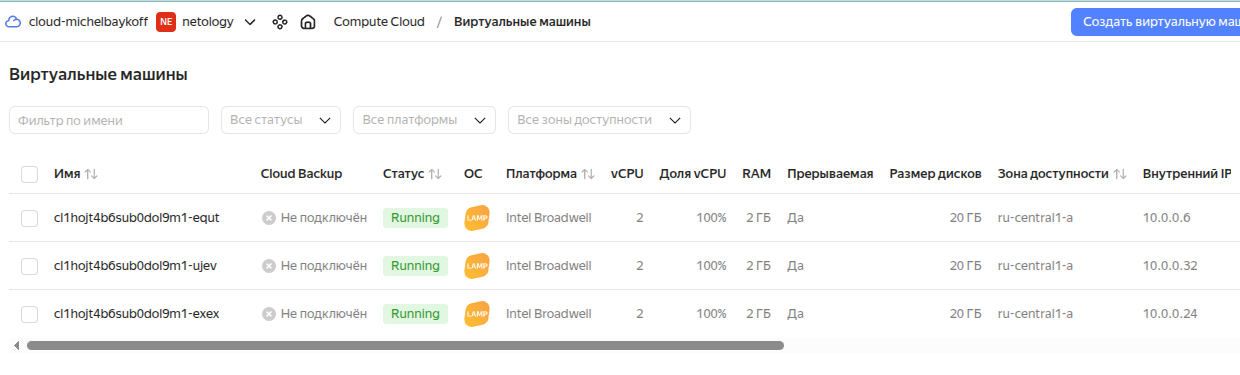 cloud-michelbaykoff NE netology Compute Cloud / Виртуальные машины Создать виртуальную
Виртуальные машины
Фильтр по имени Все статусы Все платформы Все зоны доступности
Имя Cloud Backup Статус ОС Платформа vCPU Доля vCPU RAM Прерываемая Размер дисков Зона доступности Внутренний IP
cl1hojt4b6sub0dol9m1-equt Не подключён Running LAMP Intel Broadwell 2 100% 2 ГБ Да 20 ГБ ru-central1-a 10.0.0.6
cl1hojt4b6sub0dol9m1-ujev Не подключён Running LAMP Intel Broadwell 2 100% 2 ГБ Да 20 ГБ ru-central1-a 10.0.0.32
cl1hojt4b6sub0dol9m1-exex Не подключён Running LAMP Intel Broadwell 2 100% 2 ГБ Да 20 ГБ ru-central1-a 10.0.0.24